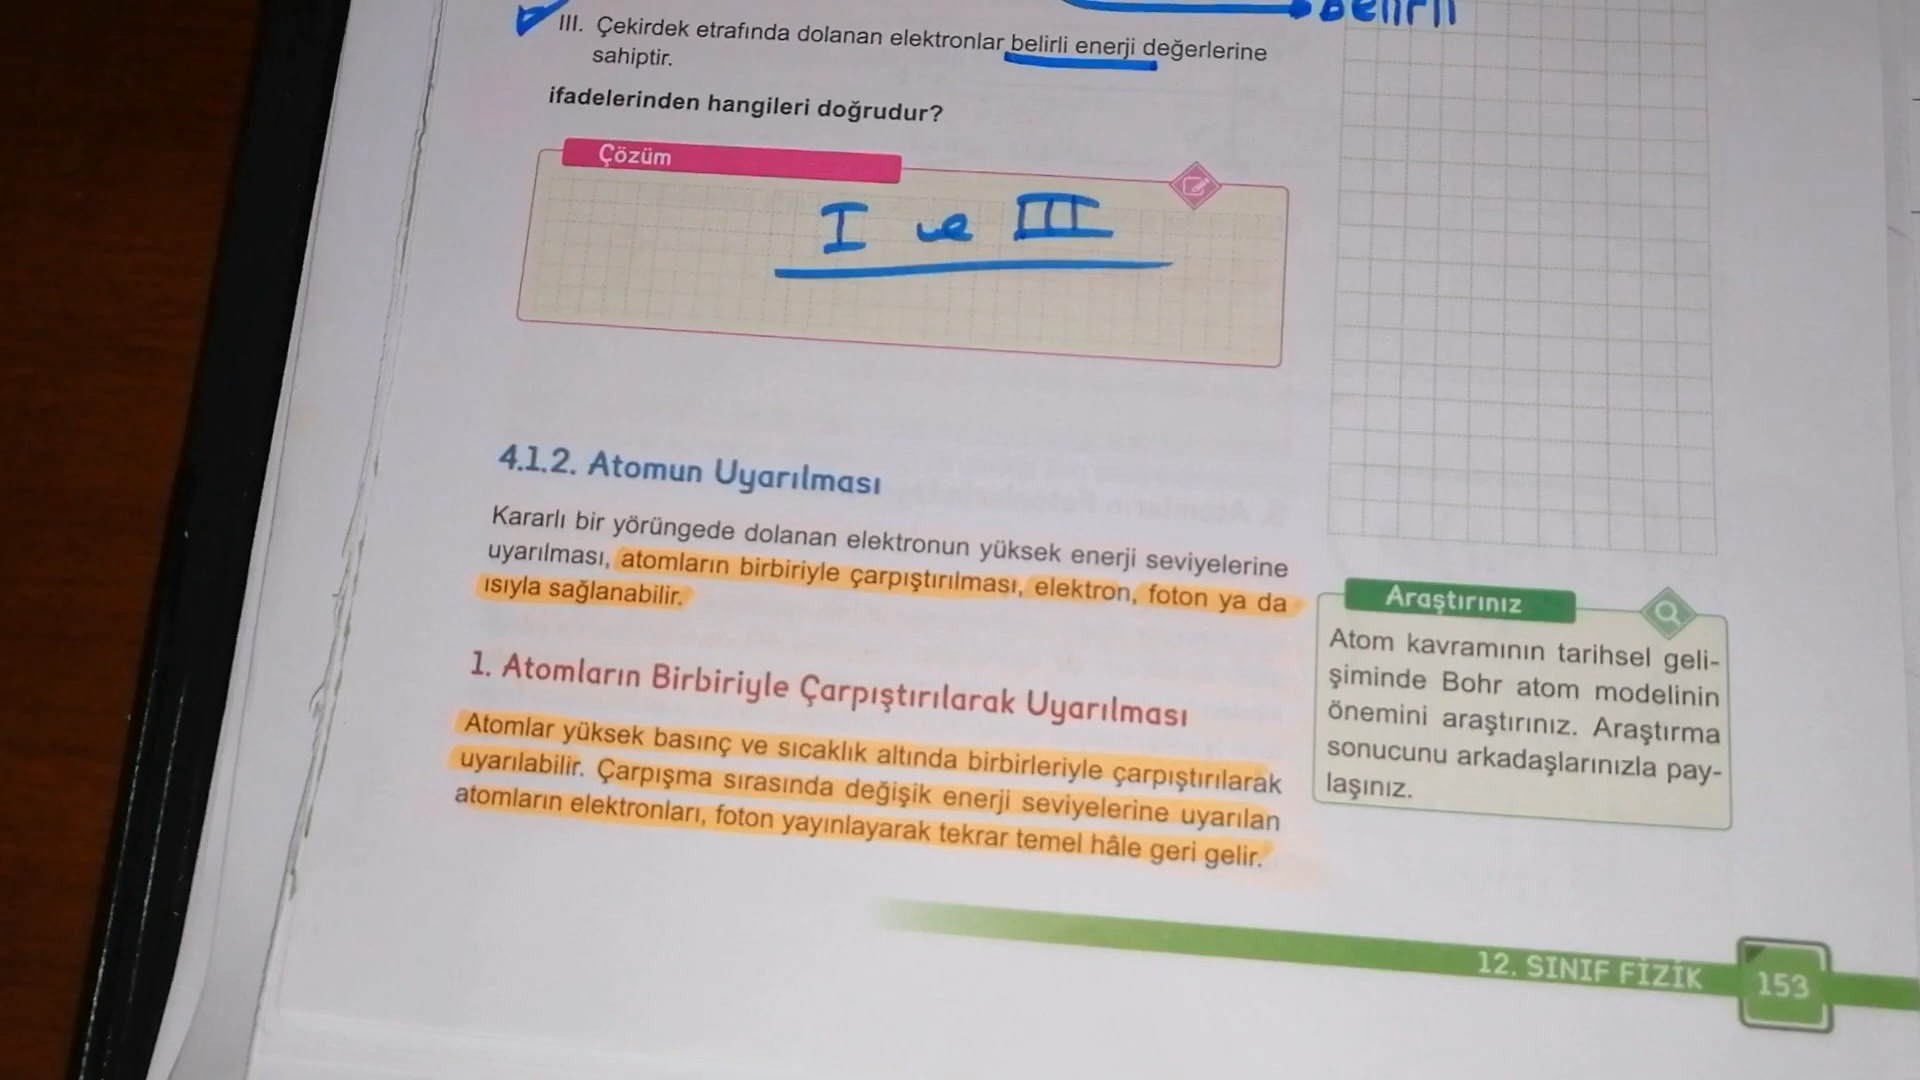 belirli
III. Çekirdek etrafında dolanan elektronlar belirli enerji değerlerine
sahiptir.
ifadelerinden hangileri doğrudur?
Çözüm
I ve III
4.1.2. Atomun Uyarılması
Kararlı bir yörüngede dolanan elektronun yüksek enerji seviyelerine
uyarılması, atomların birbiriyle çarpıştırılması, elektron, foton ya da
ısıyla sağlanabilir.
1. Atomların Birbiriyle Çarpıştırılarak Uyarılması
Atomlar yüksek basınç ve sıcaklık altında birbirleriyle çarpıştırılarak
uyarılabilir. Çarpışma sırasında değişik enerji seviyelerine uyarılan
atomların elektronları, foton yayınlayarak tekrar temel hâle geri gelir.
Araştırınız
Atom kavramının tarihsel geli-
şiminde Bohr atom modelinin
önemini araştırınız. Araştırma
sonucunu arkadaşlarınızla pay-
laşınız.
12. SINIF FİZİK
153